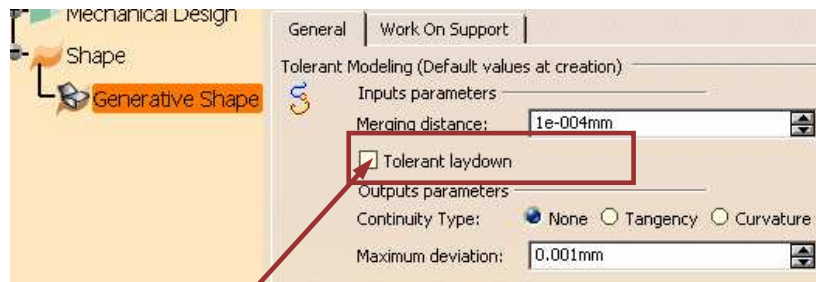 Mechanical Design
Shape
Generative Shape
General
Work On Support
Tolerant Modeling (Default values at creation)
Inputs parameters
Merging distance: 1e-004mm
Tolerant laydown
Outputs parameters
Continuity Type: None Tangency Curvature
Maximum deviation: 0.001mm